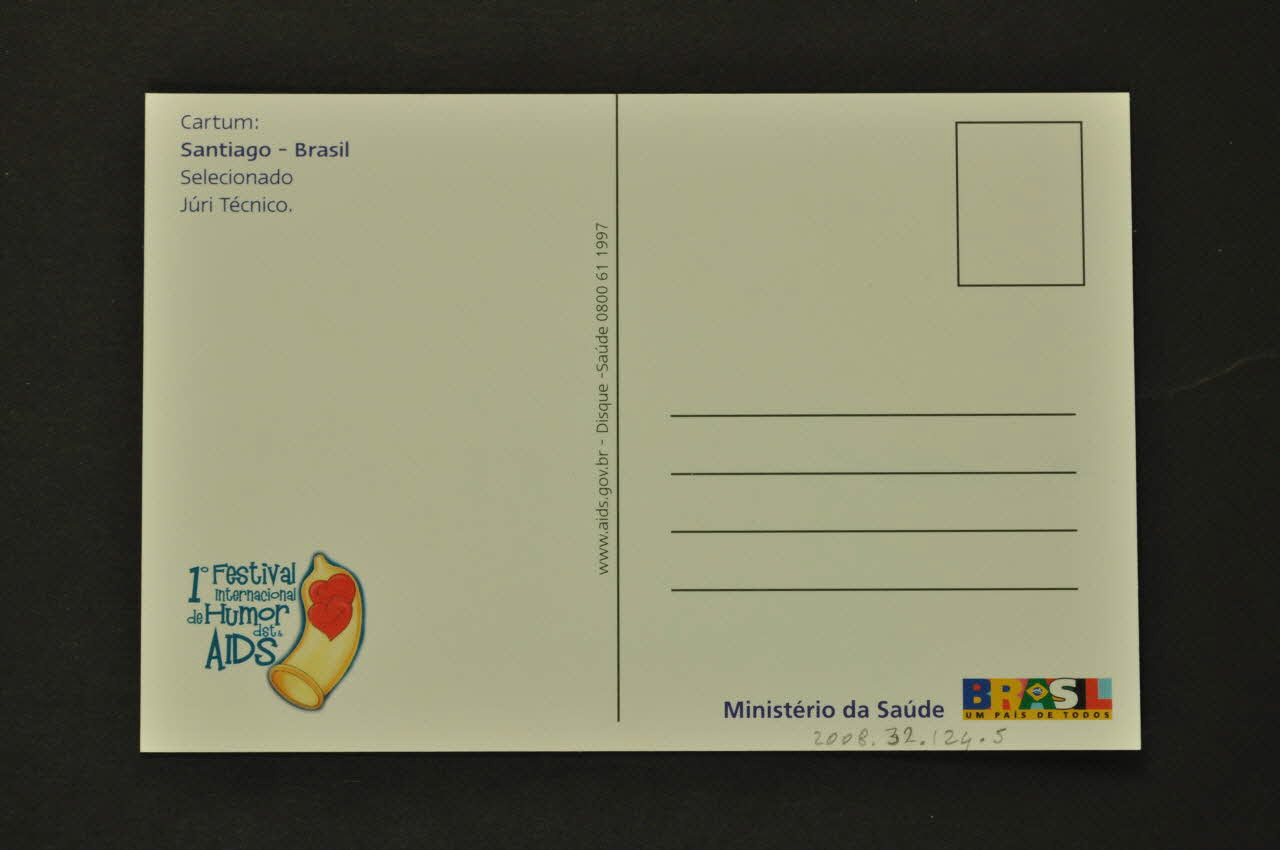 Cartum:
Santiago - Brasil
Selecionado
Júri Técnico.
www.aids.gov.br - Disque -Saúde 0800 61 1997
1º Festival
Internacional
de Humor
dst &
AIDS
Ministério da Saúde
BRASIL
UM PAÍS DE TODOS
2008.32.124.5